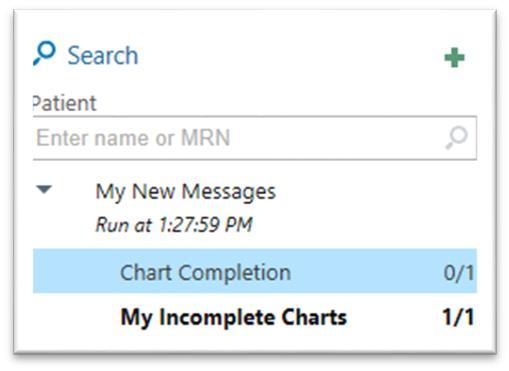 Search
Patient
Enter name or MRN
My New Messages
Run at 1:27:59 PM
Chart Completion 0/1
My Incomplete Charts 1/1